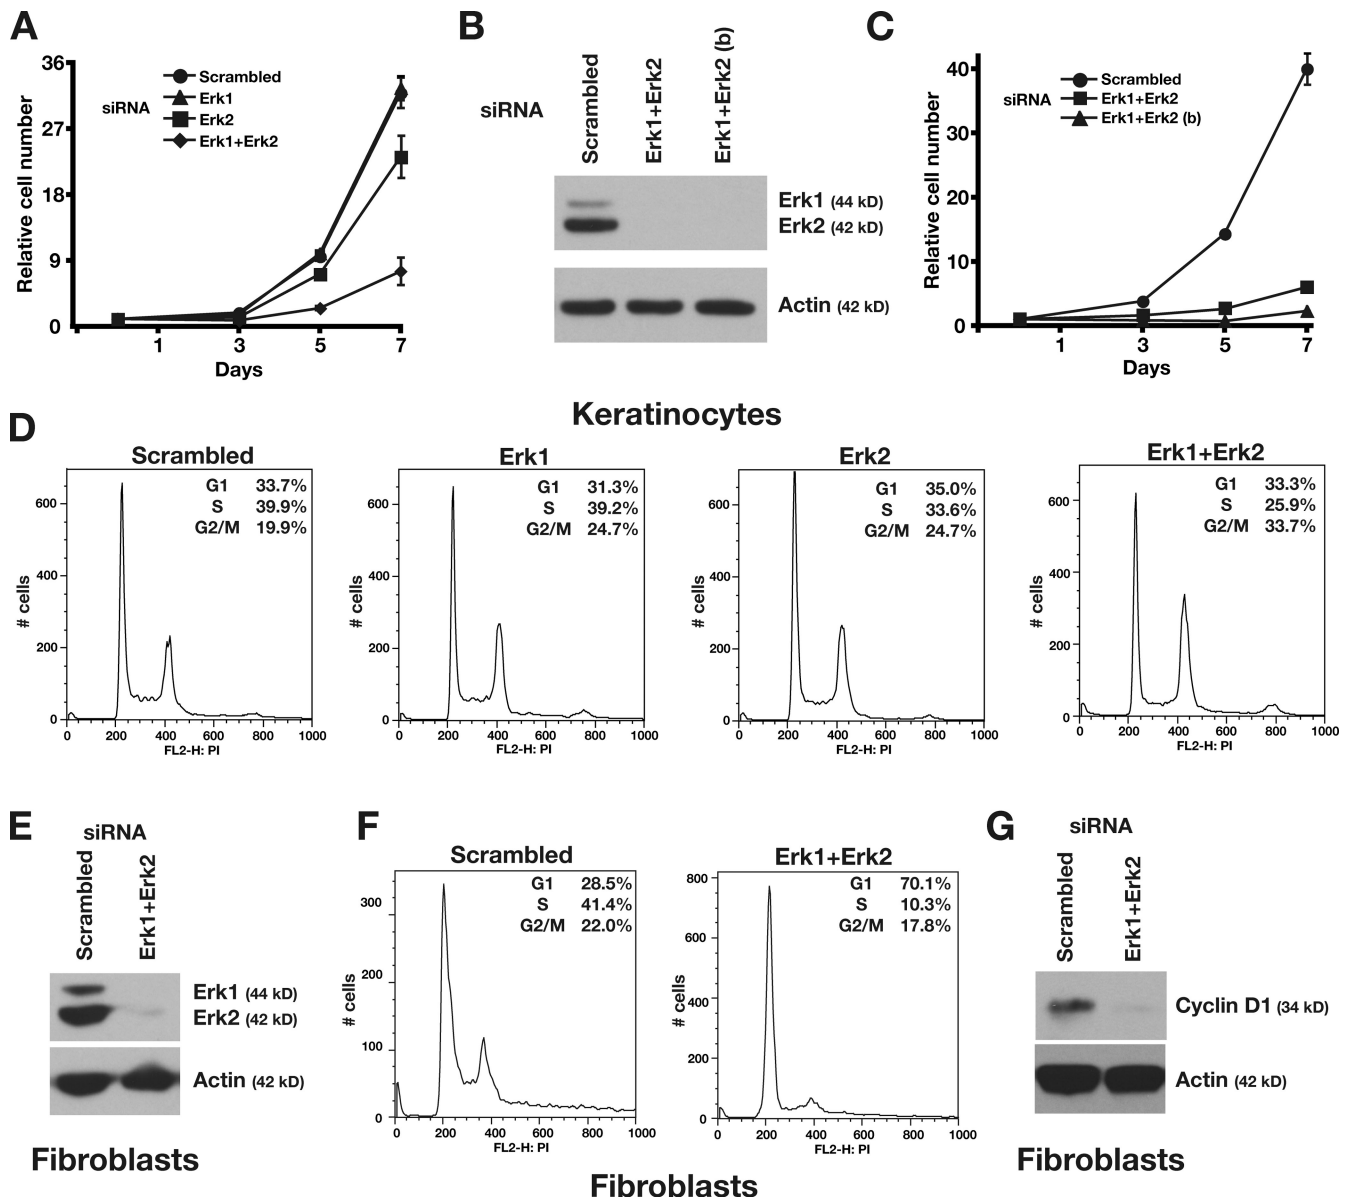 A
Relative cell number
36
27
18
9
0
1
3
5
7
Days
siRNA
Scrambled
Erk1
Erk2
Erk1+Erk2
B
siRNA
Scrambled
Erk1+Erk2
Erk1+Erk2 (b)
Erk1 (44 kD)
Erk2 (42 kD)
Actin (42 kD)
C
Relative cell number
40
30
20
10
0
1
3
5
7
Days
siRNA
Scrambled
Erk1+Erk2
Erk1+Erk2 (b)
D
Keratinocytes
Scrambled
G1 33.7%
S 39.9%
G2/M 19.9%
# cells
600
400
200
0
0 200 400 600 800 1000
FL2-H: PI
Erk1
G1 31.3%
S 39.2%
G2/M 24.7%
# cells
600
400
200
0
0 200 400 600 800 1000
FL2-H: PI
Erk2
G1 35.0%
S 33.6%
G2/M 24.7%
# cells
600
400
200
0
0 200 400 600 800 1000
FL2-H: PI
Erk1+Erk2
G1 33.3%
S 25.9%
G2/M 33.7%
# cells
600
400
200
0
0 200 400 600 800 1000
FL2-H: PI
E
siRNA
Scrambled
Erk1+Erk2
Erk1 (44 kD)
Erk2 (42 kD)
Actin (42 kD)
Fibroblasts
F
Scrambled
G1 28.5%
S 41.4%
G2/M 22.0%
# cells
300
200
100
0
0 200 400 600 800 1000
FL2-H: PI
Erk1+Erk2
G1 70.1%
S 10.3%
G2/M 17.8%
# cells
800
600
400
200
0
0 200 400 600 800 1000
FL2-H: PI
Fibroblasts
G
siRNA
Scrambled
Erk1+Erk2
Cyclin D1 (34 kD)
Actin (42 kD)
Fibroblasts